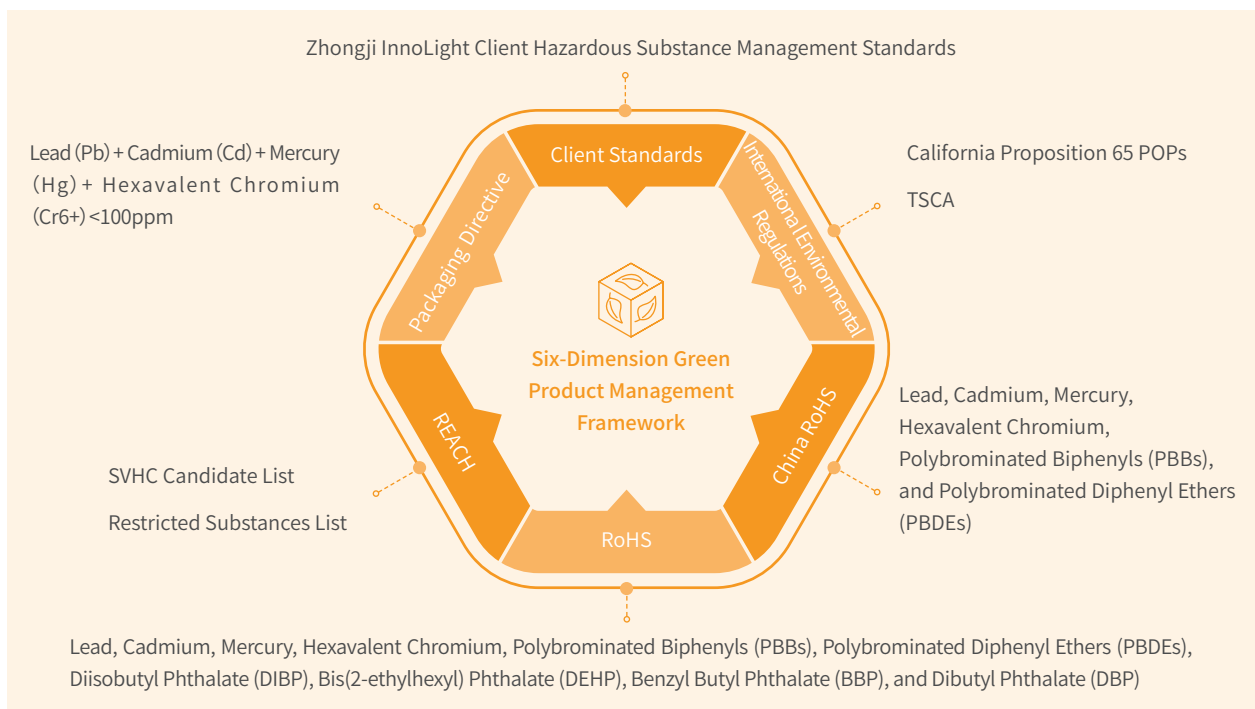 Zhongji InnoLight Client Hazardous Substance Management Standards
Client Standards
Lead (Pb) + Cadmium (Cd) + Mercury
(Hg) + Hexavalent Chromium
(Cr6+) <100ppm
Packaging Directive
International Environmental
Regulations
California Proposition 65 POPs
TSCA
Six-Dimension Green
Product Management
Framework
REACH
SVHC Candidate List
Restricted Substances List
China RoHS
Lead, Cadmium, Mercury,
Hexavalent Chromium,
Polybrominated Biphenyls (PBBs),
and Polybrominated Diphenyl Ethers
(PBDEs)
RoHS
Lead, Cadmium, Mercury, Hexavalent Chromium, Polybrominated Biphenyls (PBBs), Polybrominated Diphenyl Ethers (PBDEs),
Diisobutyl Phthalate (DIBP), Bis(2-ethylhexyl) Phthalate (DEHP), Benzyl Butyl Phthalate (BBP), and Dibutyl Phthalate (DBP)